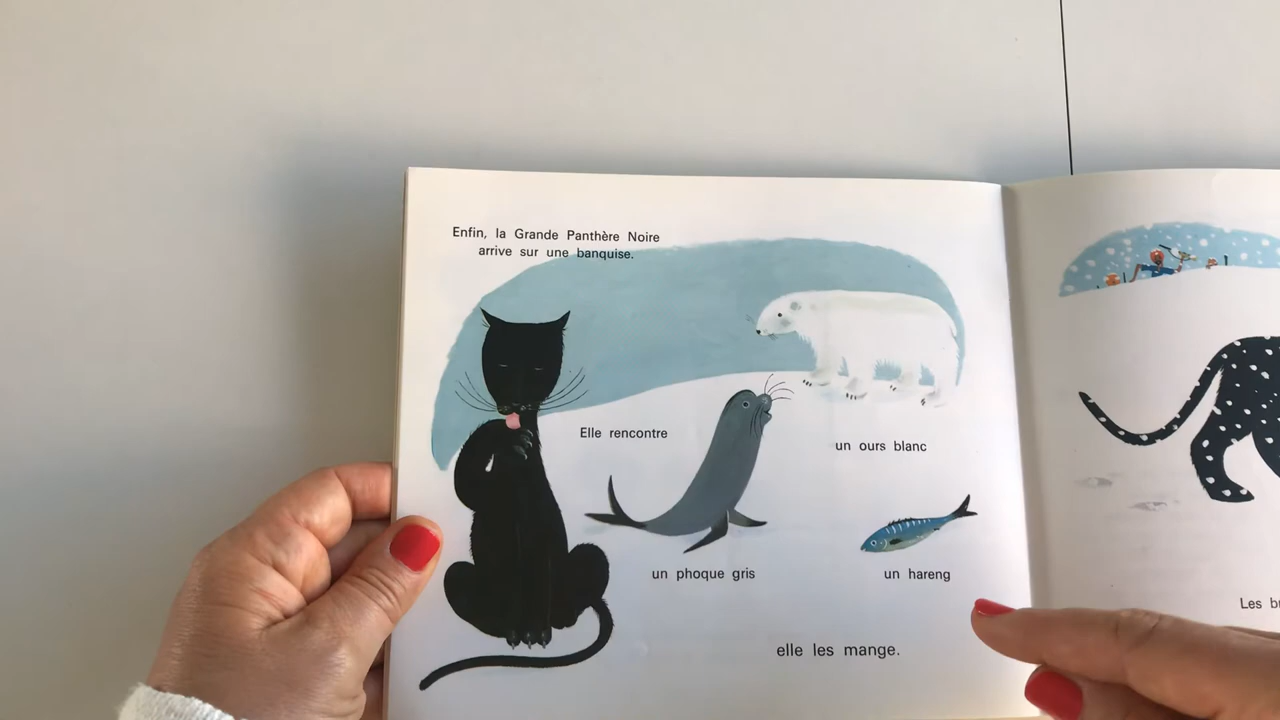 Enfin, la Grande Panthère Noire
arrive sur une banquise.
Elle rencontre
un ours blanc
un phoque gris
un hareng
elle les mange.
Les